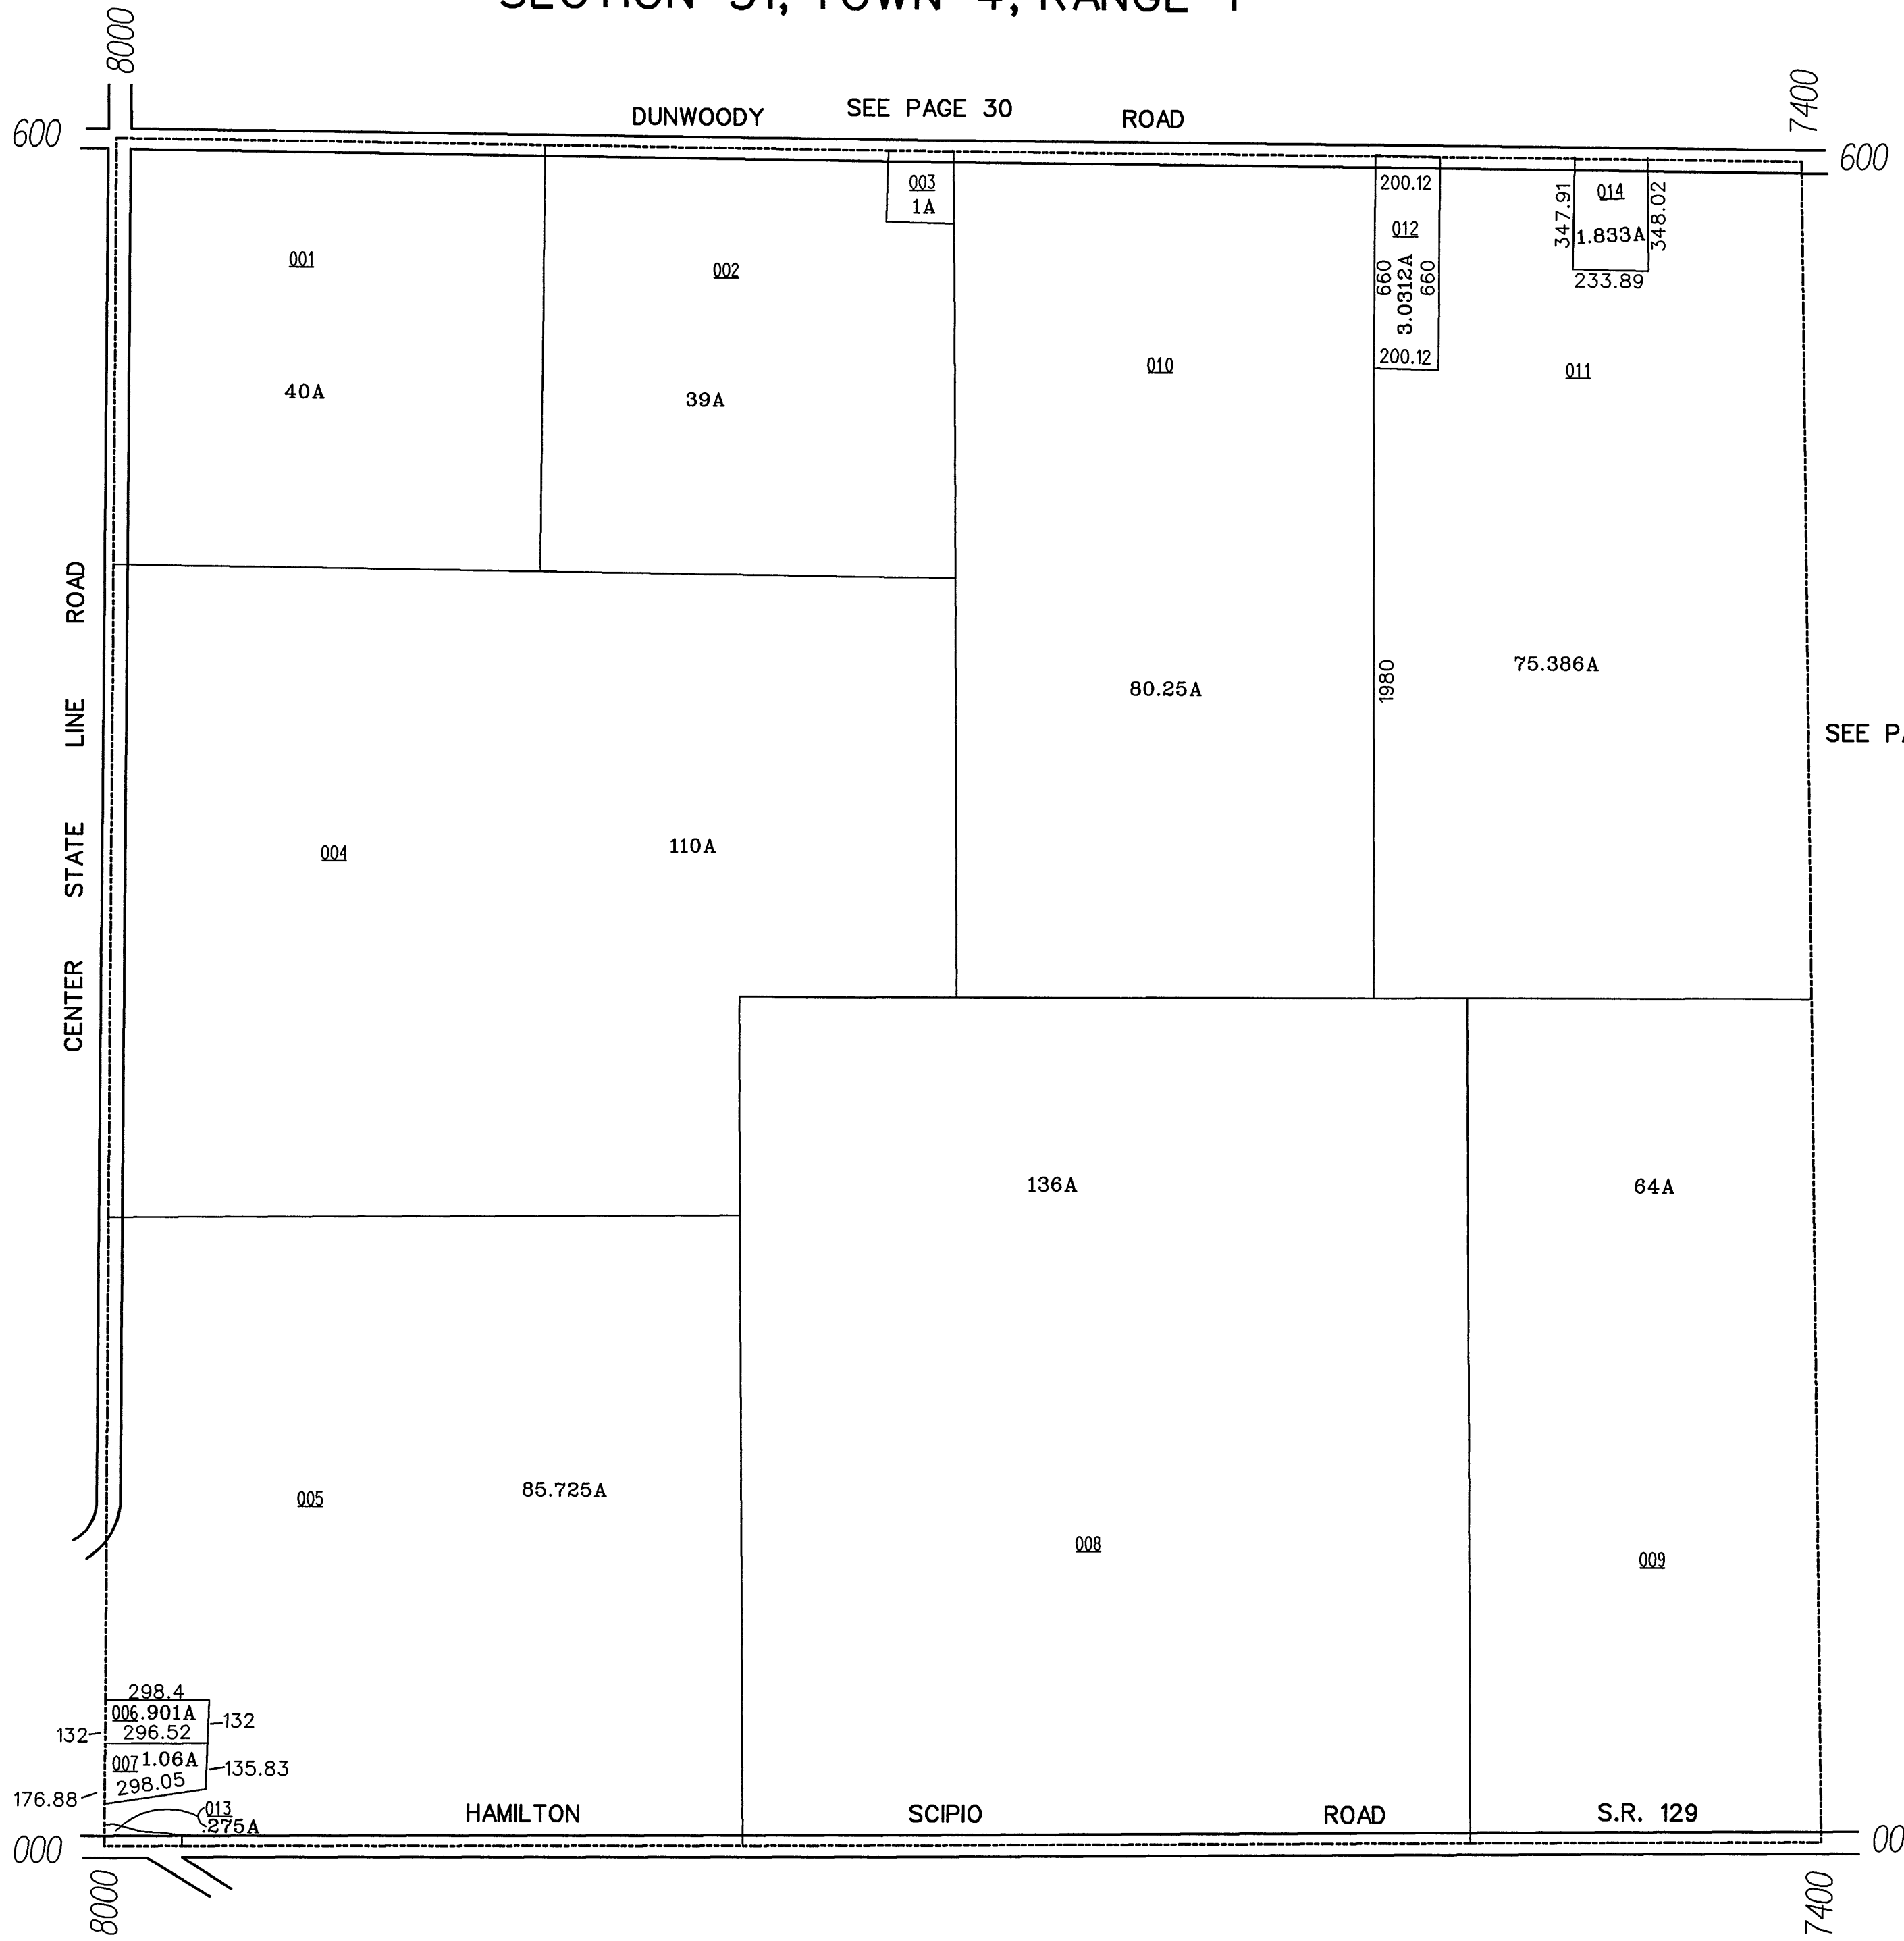 8000
7400
600
DUNWOODY SEE PAGE 30 ROAD
600
003
1A
200.12
012
660
3.0312A
660
200.12
347.91
014
1.833A
348.02
233.89
001
40A
002
39A
010
80.25A
1980
011
75.386A
SEE
CENTER STATE LINE ROAD
004
110A
136A
64A
005
85.725A
008
009
298.4
006 .901A
132
132
296.52
007 1.06A
135.83
298.05
176.88
013
.275A
HAMILTON SCIPIO ROAD S.R. 129
000
00
8000
7400